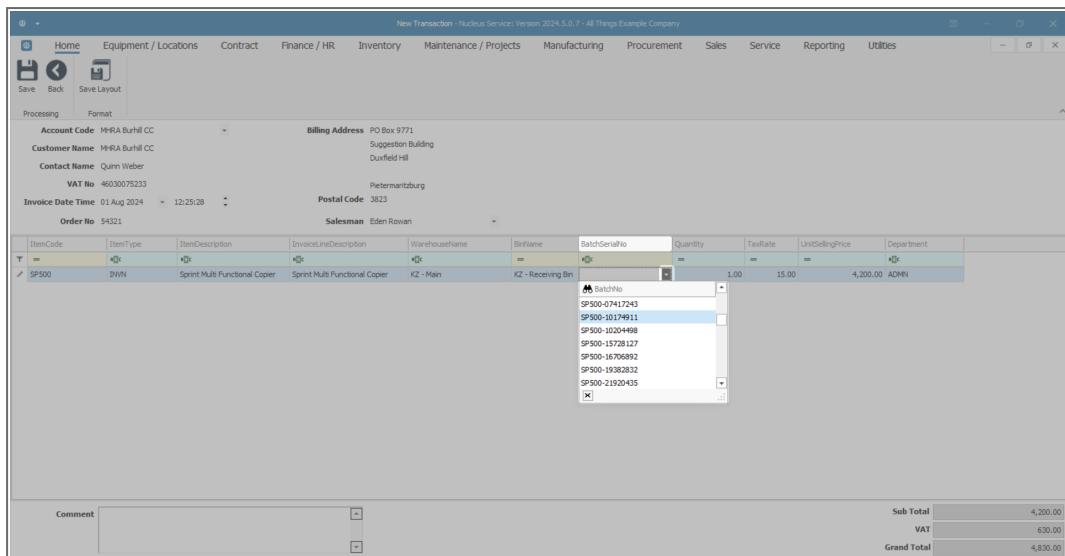 New Transaction - Nucleus Service: Version 2024.5.0.7 - All Things Example Company
Home Equipment / Locations Contract Finance / HR Inventory Maintenance / Projects Manufacturing Procurement Sales Service Reporting Utilities
Save Back Save Layout
Processing Format
Account Code MHRA Burhill CC Billing Address PO Box 9771
Suggestion Building
Customer Name MHRA Burhill CC
Duxfield Hill
Contact Name Quinn Weber
VAT No 46030075233 Pietermaritzburg
Invoice Date Time 01 Aug 2024 12:25:28 Postal Code 3823
Order No 54321 Salesman Eden Rowan
ItemCode ItemType ItemDescription InvoiceLineDescription WarehouseName BinName BatchSerialNo Quantity TaxRate UnitSellingPrice Department
SP500 INVN Sprint Multi Functional Copier Sprint Multi Functional Copier KZ - Main KZ - Receiving Bin 1.00 15.00 4,200.00 ADMN
BatchNo
SP500-07417243
SP500-10174911
SP500-10204498
SP500-15728127
SP500-16706892
SP500-19382832
SP500-21920435
Comment
Sub Total 4,200.00
VAT 630.00
Grand Total 4,830.00